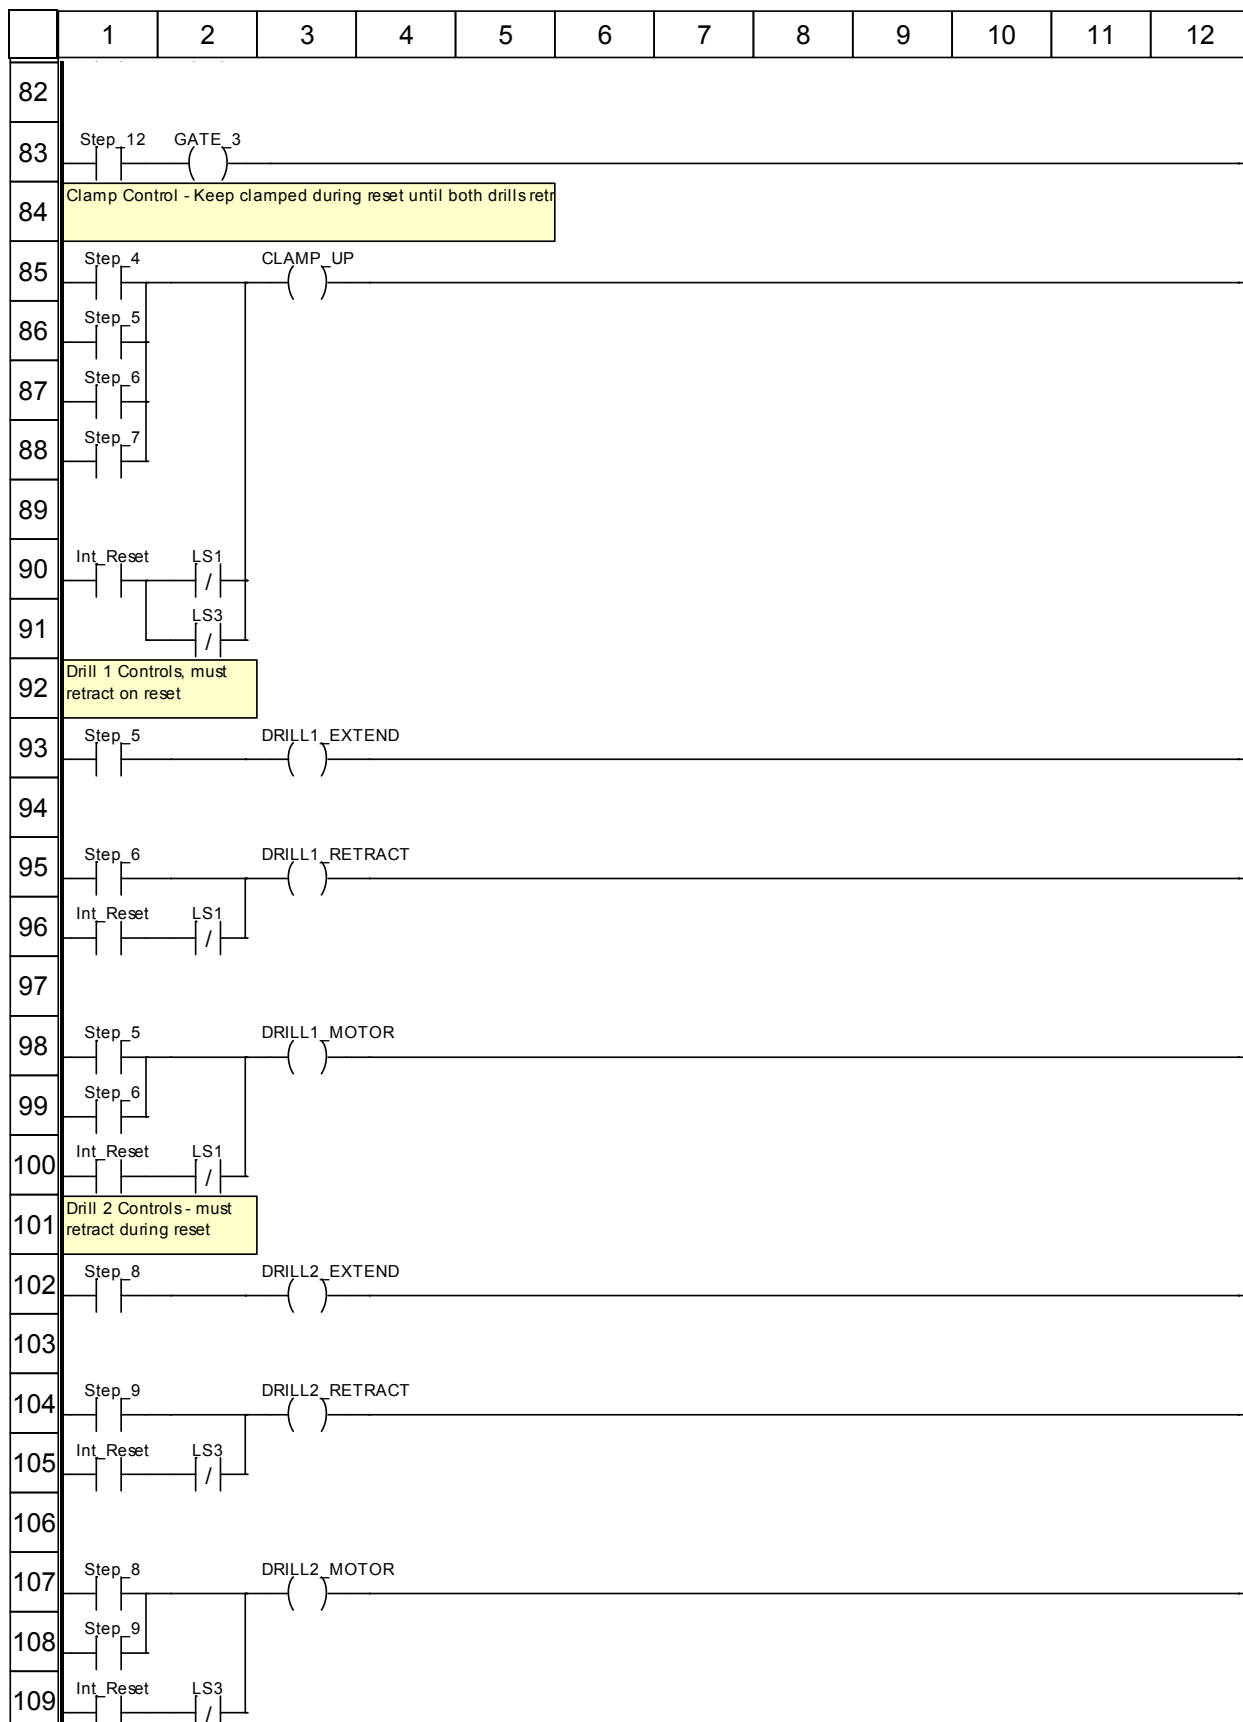 1 2 3 4 5 6 7 8 9 10 11 12
82
83 Step_12 GATE_3
84 Clamp Control - Keep clamped during reset until both drills retr
85 Step_4 CLAMP_UP
86 Step_5
87 Step_6
88 Step_7
89
90 Int_Reset LS1
/
91 LS3
/
92 Drill 1 Controls, must
retract on reset
93 Step_5 DRILL1_EXTEND
94
95 Step_6 DRILL1_RETRACT
96 Int_Reset LS1
/
97
98 Step_5 DRILL1_MOTOR
99 Step_6
100 Int_Reset LS1
/
101 Drill 2 Controls - must
retract during reset
102 Step_8 DRILL2_EXTEND
103
104 Step_9 DRILL2_RETRACT
105 Int_Reset LS3
/
106
107 Step_8 DRILL2_MOTOR
108 Step_9
109 Int_Reset LS3
/